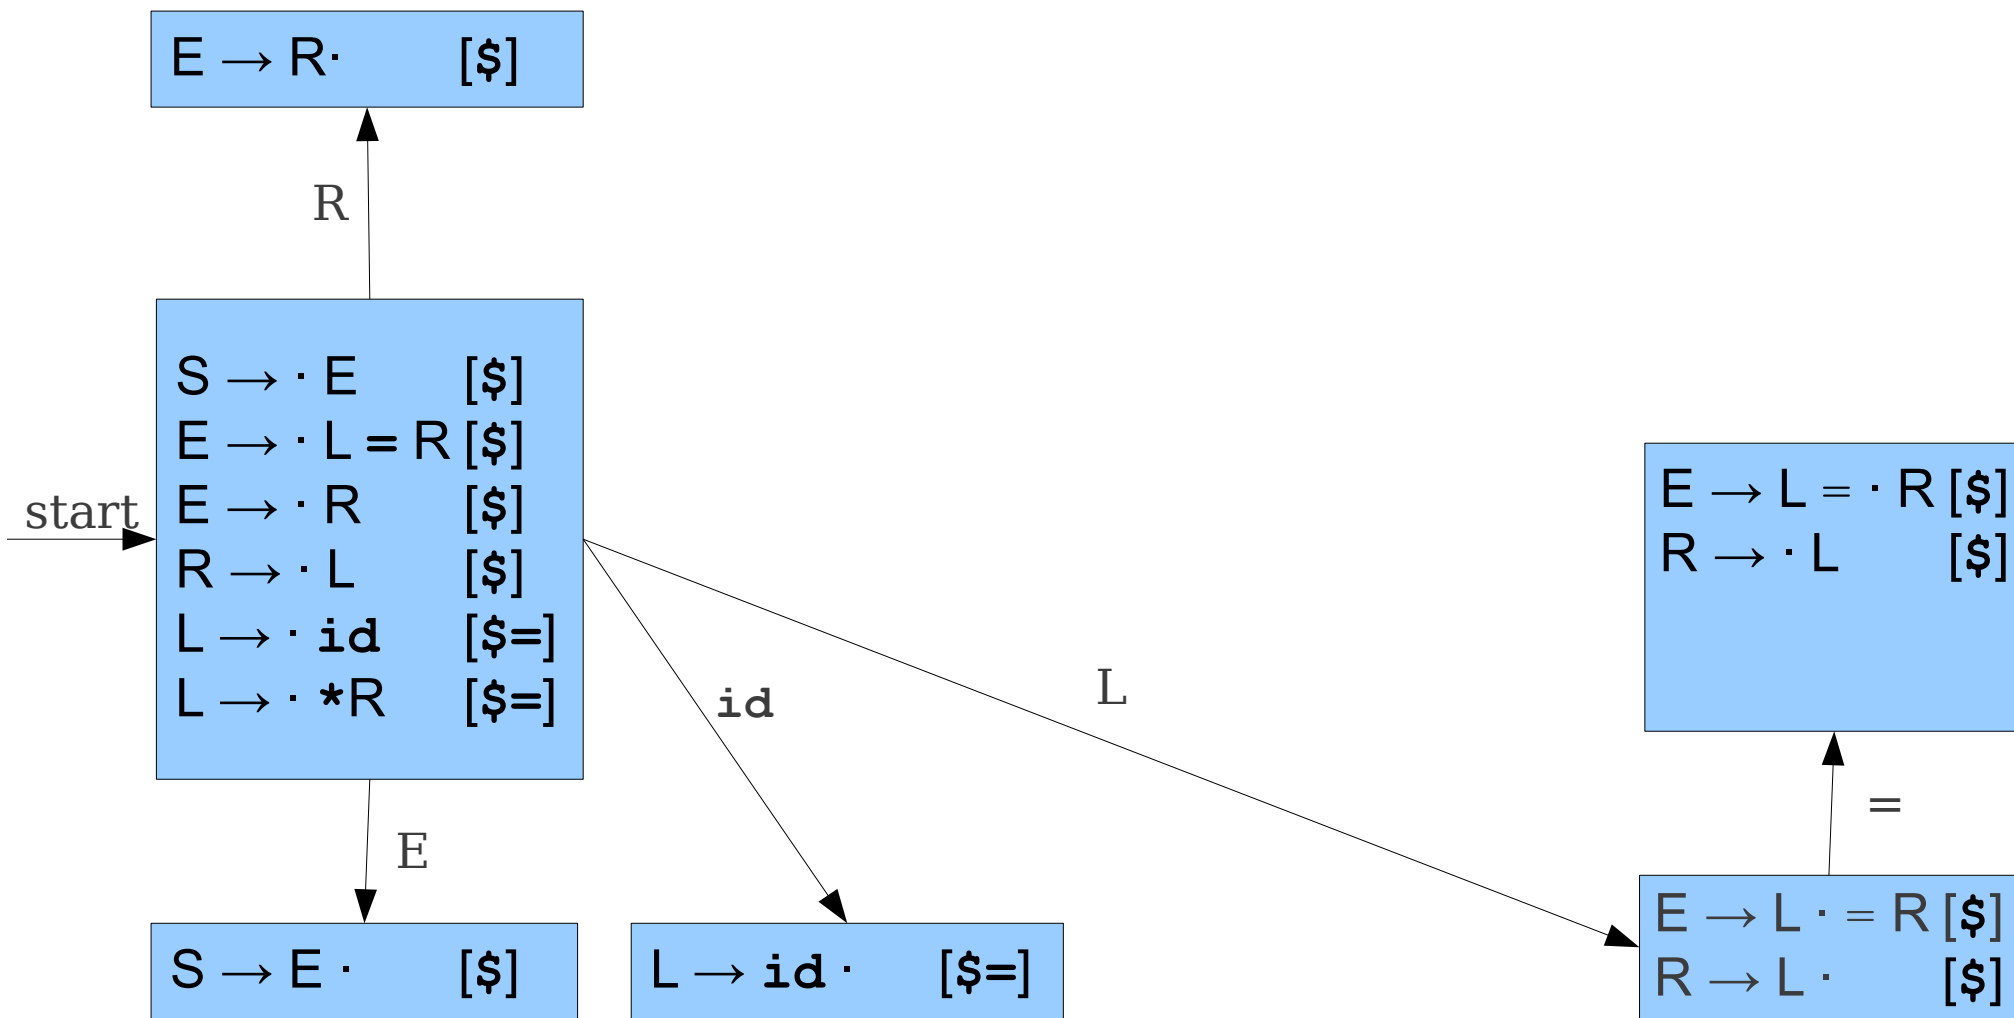 E → R· [$]
R
S → · E [$]
E → · L = R [$]
E → · R [$]
R → · L [$]
L → · id [$=]
L → · *R [$=]
start
E → L = · R [$]
R → · L [$]
id
L
=
E
S → E · [$]
L → id · [$=]
E → L · = R [$]
R → L · [$]